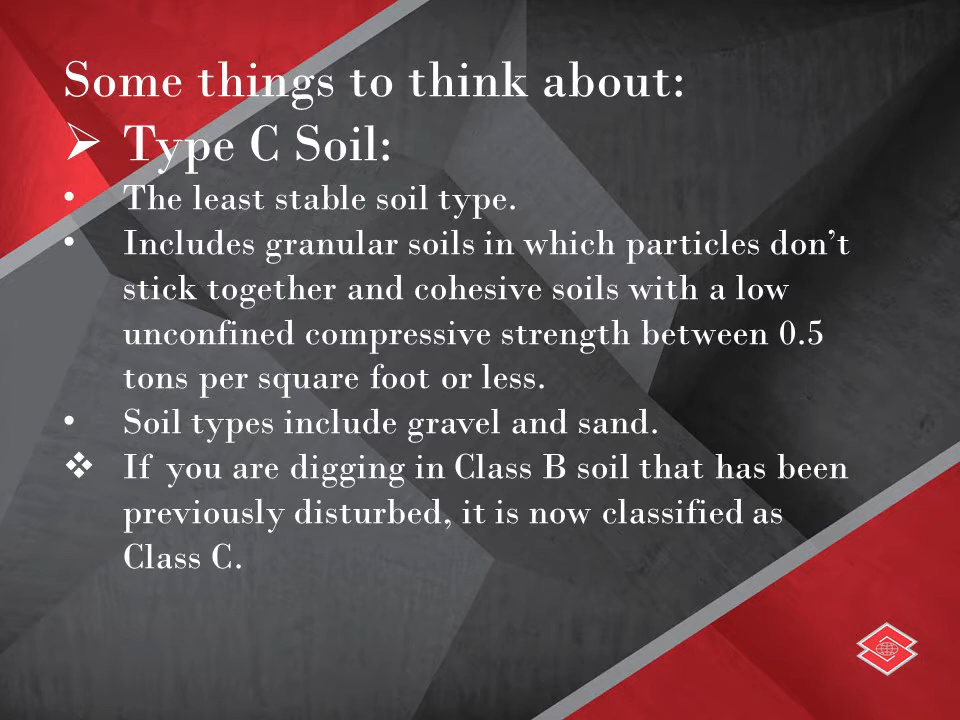 Some things to think about:
➢ Type C Soil:
• The least stable soil type.
• Includes granular soils in which particles don’t
stick together and cohesive soils with a low
unconfined compressive strength between 0.5
tons per square foot or less.
• Soil types include gravel and sand.
❖ If you are digging in Class B soil that has been
previously disturbed, it is now classified as
Class C.